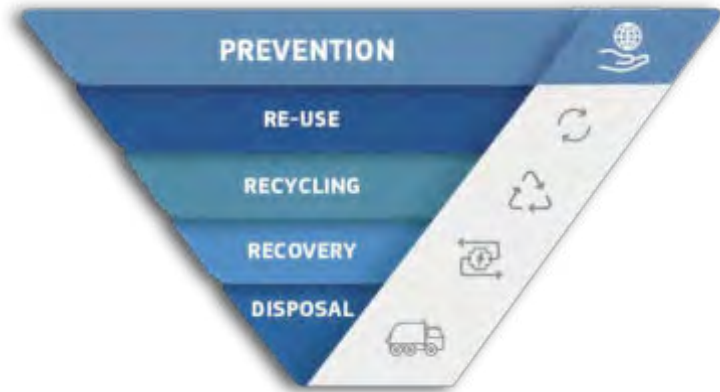 PREVENTION
RE-USE
RECYCLING
RECOVERY
DISPOSAL